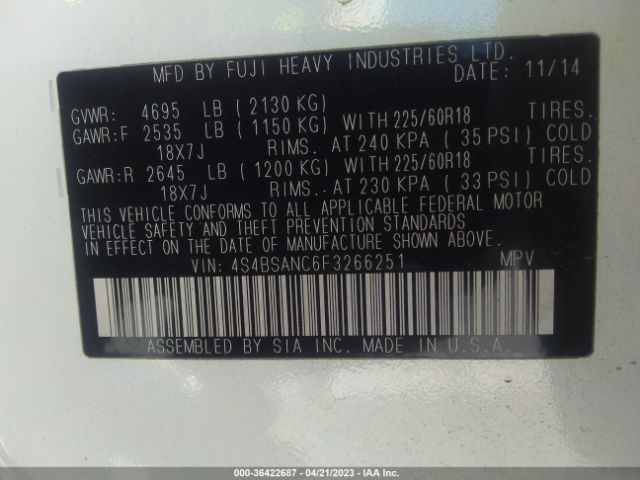 MFD BY FUJI HEAVY INDUSTRIES LTD.
DATE: 11/14
GVWR: 4695 LB ( 2130 KG)
GAWR:F 2535 LB ( 1150 KG) WITH 225/60R18 TIRES.
18X7J RIMS., AT 240 KPA ( 35 PSI) COLD
GAWR:R 2645 LB ( 1200 KG) WITH 225/60R18 TIRES.
18X7J RIMS., AT 230 KPA ( 33 PSI) COLD
THIS VEHICLE CONFORMS TO ALL APPLICABLE FEDERAL MOTOR
VEHICLE SAFETY AND THEFT PREVENTION STANDARDS
IN EFFECT ON THE DATE OF MANUFACTURE SHOWN ABOVE.
VIN: 4S4BSANC6F3266251 MPV
ASSEMBLED BY SIA INC. MADE IN U.S.A.
000-36422687 - 04/21/2023 - IAA Inc.